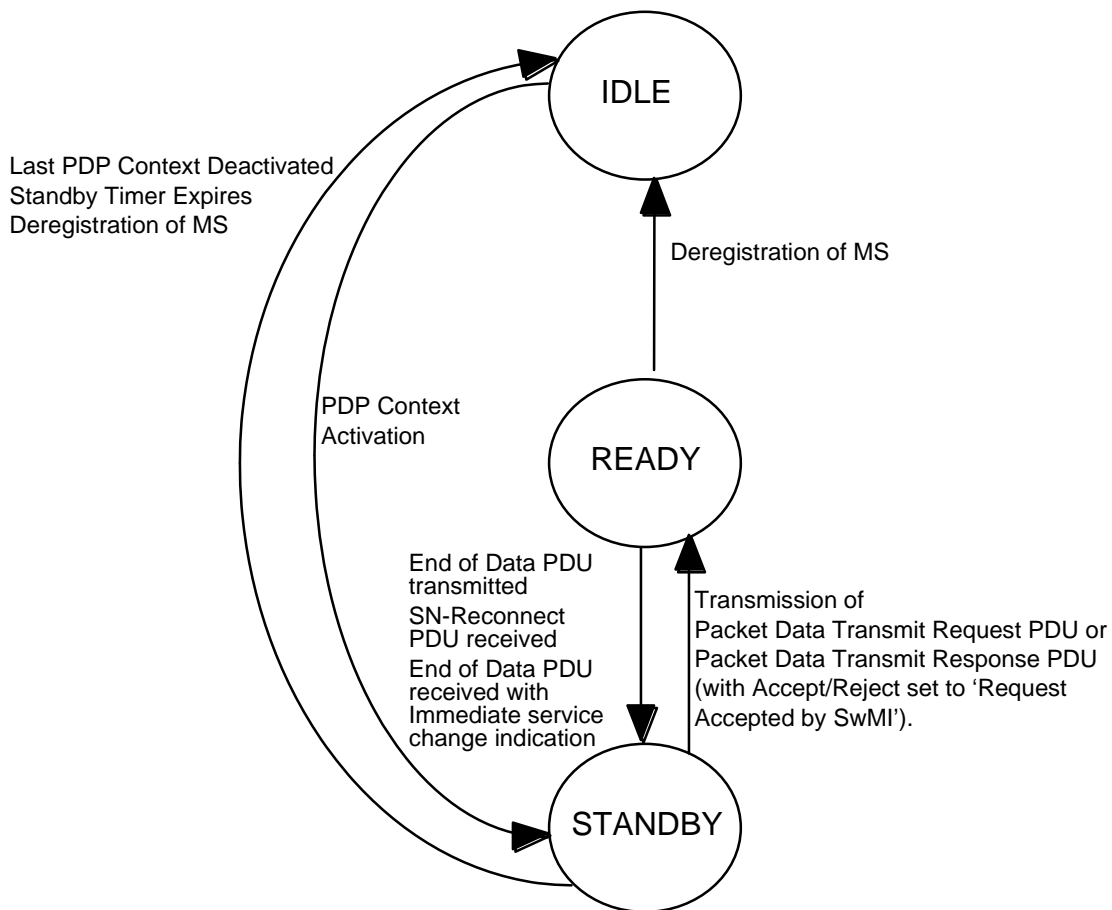 IDLE
Last PDP Context Deactivated
Standby Timer Expires
Deregistration of MS
Deregistration of MS
PDP Context
Activation
READY
End of Data PDU
transmitted
SN-Reconnect
PDU received
End of Data PDU
received with
Immediate service
change indication
Transmission of
Packet Data Transmit Request PDU or
Packet Data Transmit Response PDU
(with Accept/Reject set to ‘Request
Accepted by SwMI’).
STANDBY